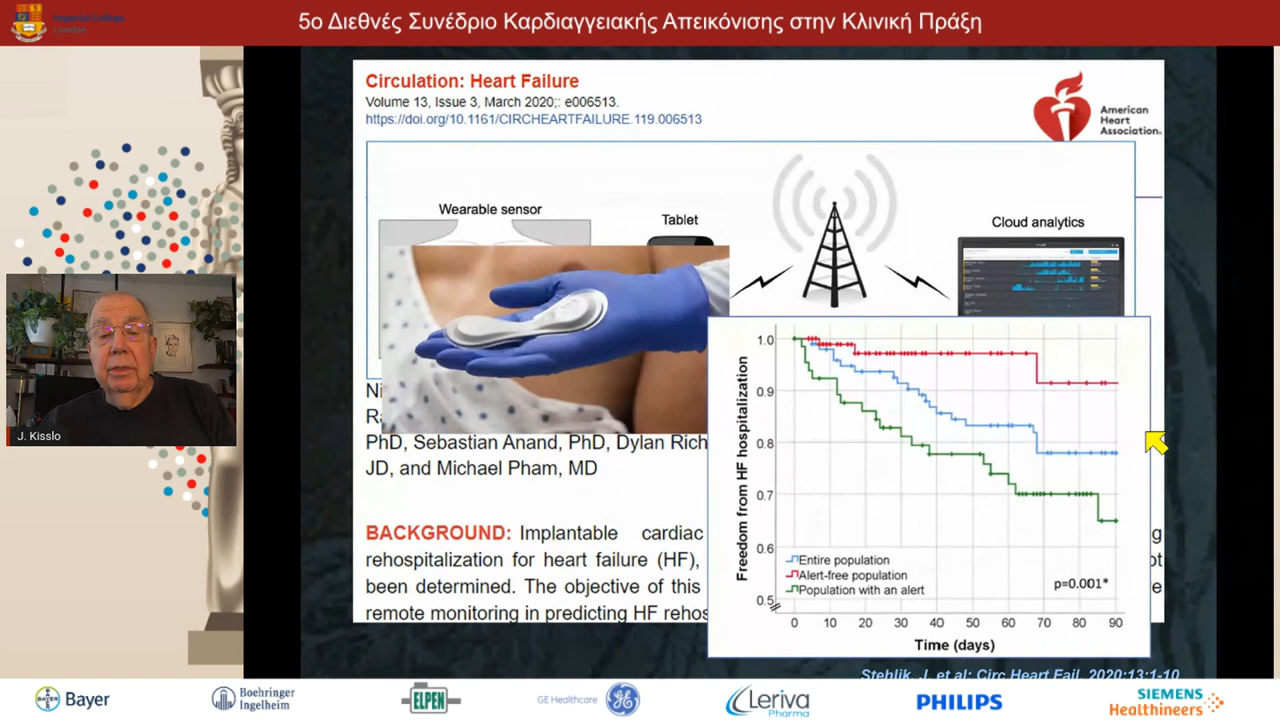 Imperial College
London
5ο Διεθνές Συνέδριο Καρδιαγγειακής Απεικόνισης στην Κλινική Πράξη
Circulation: Heart Failure
Volume 13, Issue 3, March 2020;: e006513.
https://doi.org/10.1161/CIRCHEARTFAILURE.119.006513
American
Heart
Association.
Wearable sensor
Tablet
Cloud analytics
J. Kisslo
Ni
Ra
PhD, Sebastian Anand, PhD, Dylan Rich
JD, and Michael Pham, MD
BACKGROUND: Implantable cardiac
rehospitalization for heart failure (HF),
been determined. The objective of this
remote monitoring in predicting HF rehos
g
pt
e
Freedom from HF hospitalization
1.0
0.9
0.8
0.7
0.6
0.5
Entire population
Alert-free population
Population with an alert
p=0.001*
0 10 20 30 40 50 60 70 80 90
Time (days)
Stehlik, J, et al: Circ Heart Fail, 2020:13:1-10
BAYER
Bayer
Boehringer
Ingelheim
ELPEN
GE Healthcare
Leriva
Pharma
PHILIPS
SIEMENS
Healthineers